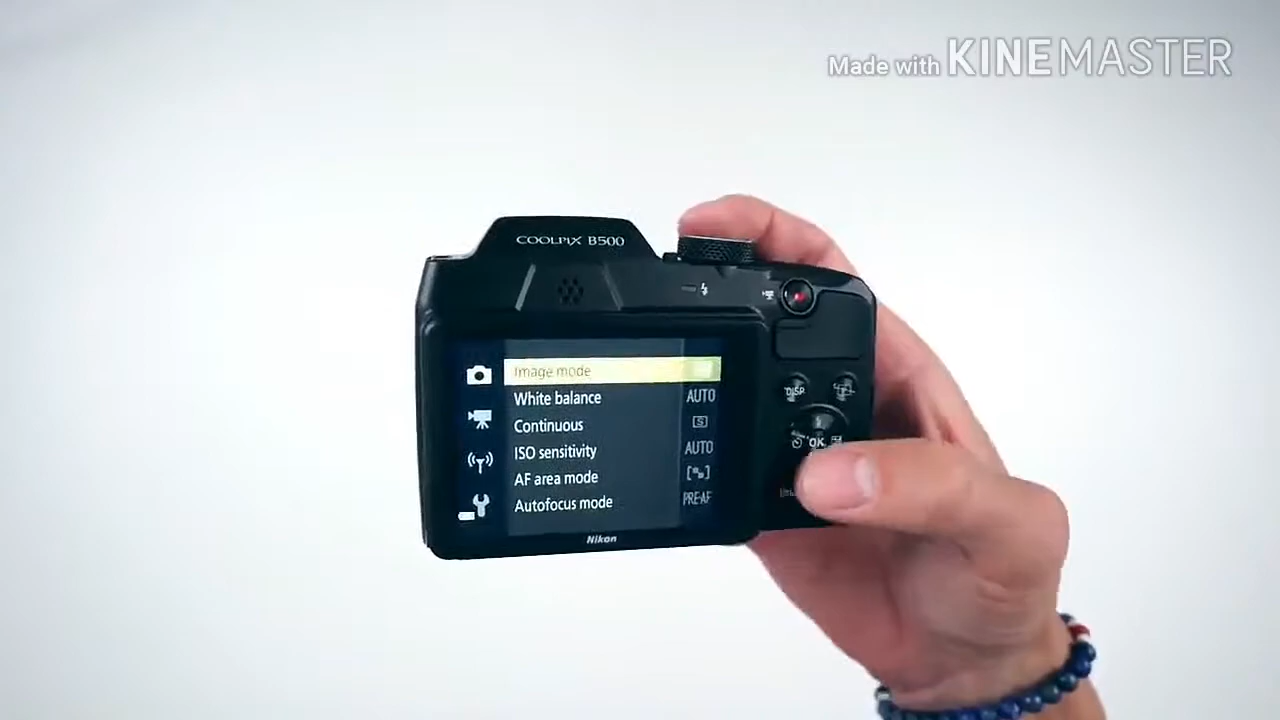 Made with KINEMASTER
COOLPIX B500
Image mode
White balance AUTO
Continuous S
ISO sensitivity AUTO
AF area mode
Autofocus mode PRE-AF
Nikon
DISP
OK